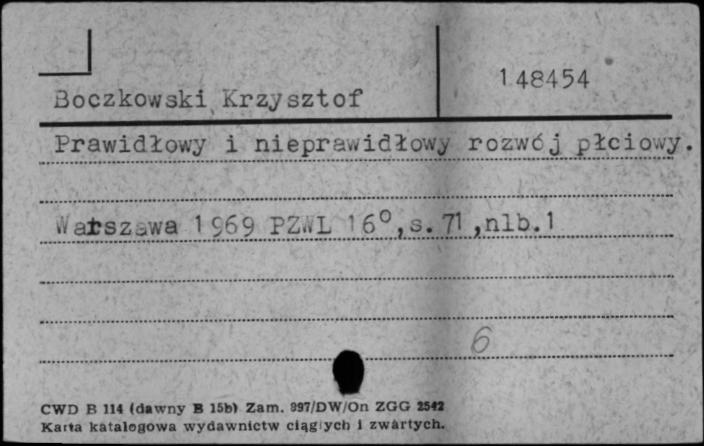 148454
Boczkowski Krzysztof
Prawidłowy i nieprawidłowy rozwój płciowy.
Warszawa 1969 PZWL 16°,s.71,nlb.1
6
CWD B 114 (dawny B 15b) Zam. 997/DW/On ZGG 2542
Karta katalogowa wydawnictw ciągłych i zwartych.